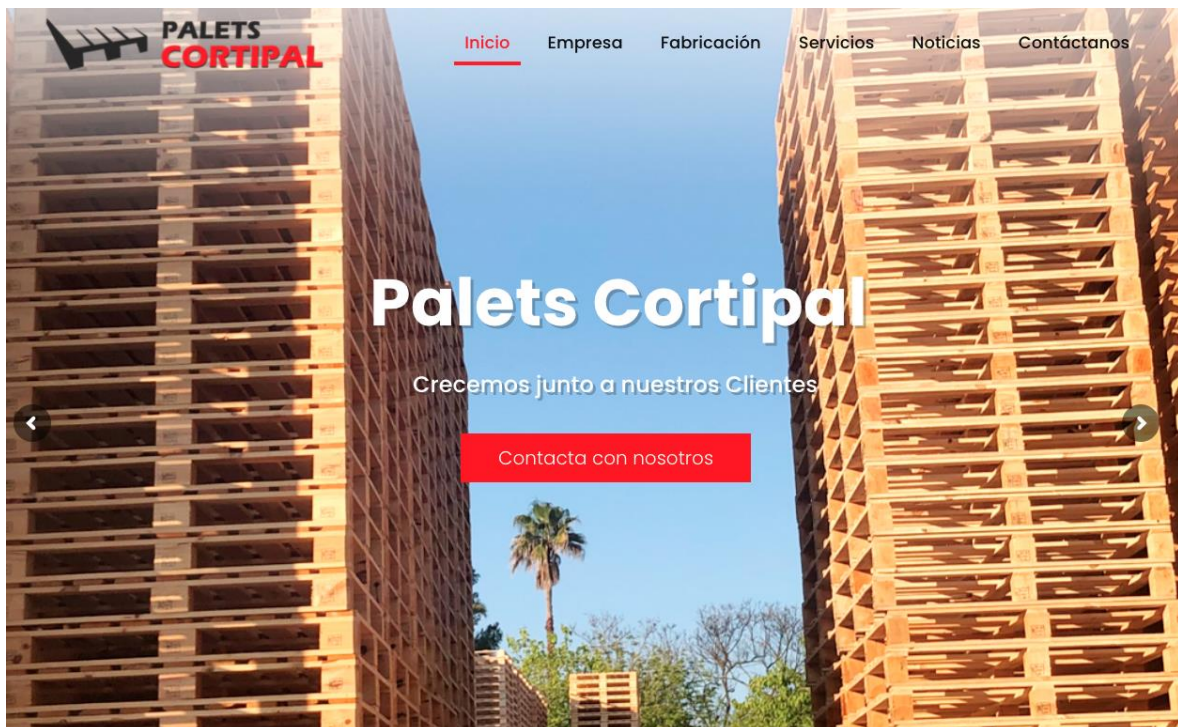 PALETS
CORTIPAL
Inicio Empresa Fabricación Servicios Noticias Contáctanos
Palets Cortipal
Crecemos junto a nuestros Clientes
Contacta con nosotros